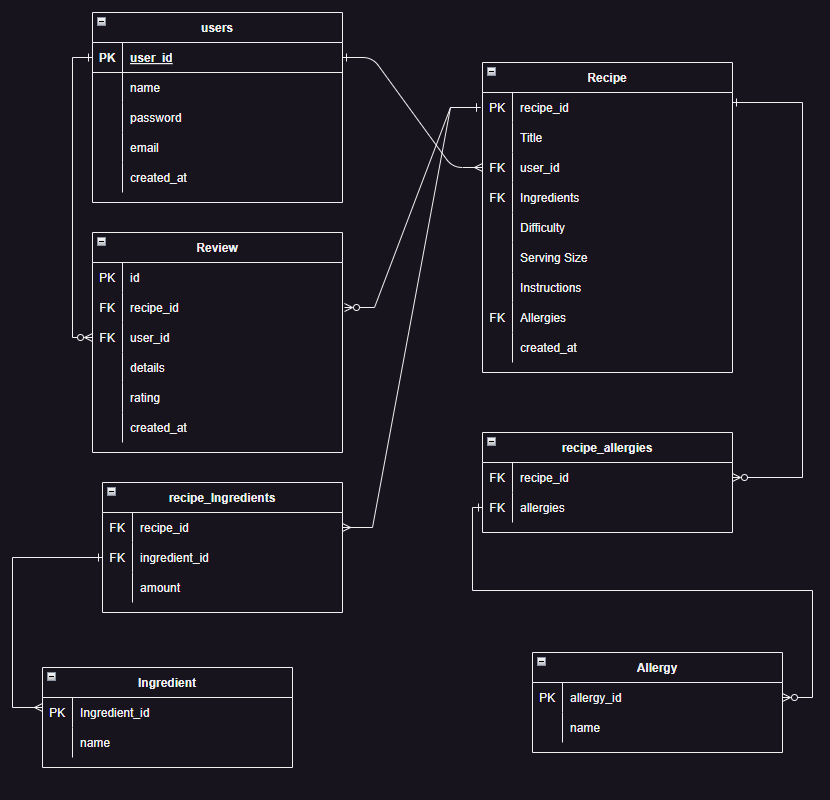 users
PK user_id
name
password
email
created_at
Recipe
PK recipe_id
Title
FK user_id
FK Ingredients
Difficulty
Serving Size
Instructions
FK Allergies
created_at
Review
PK id
FK recipe_id
FK user_id
details
rating
created_at
recipe_allergies
FK recipe_id
FK allergies
recipe_Ingredients
FK recipe_id
FK ingredient_id
amount
Ingredient
PK Ingredient_id
name
Allergy
PK allergy_id
name